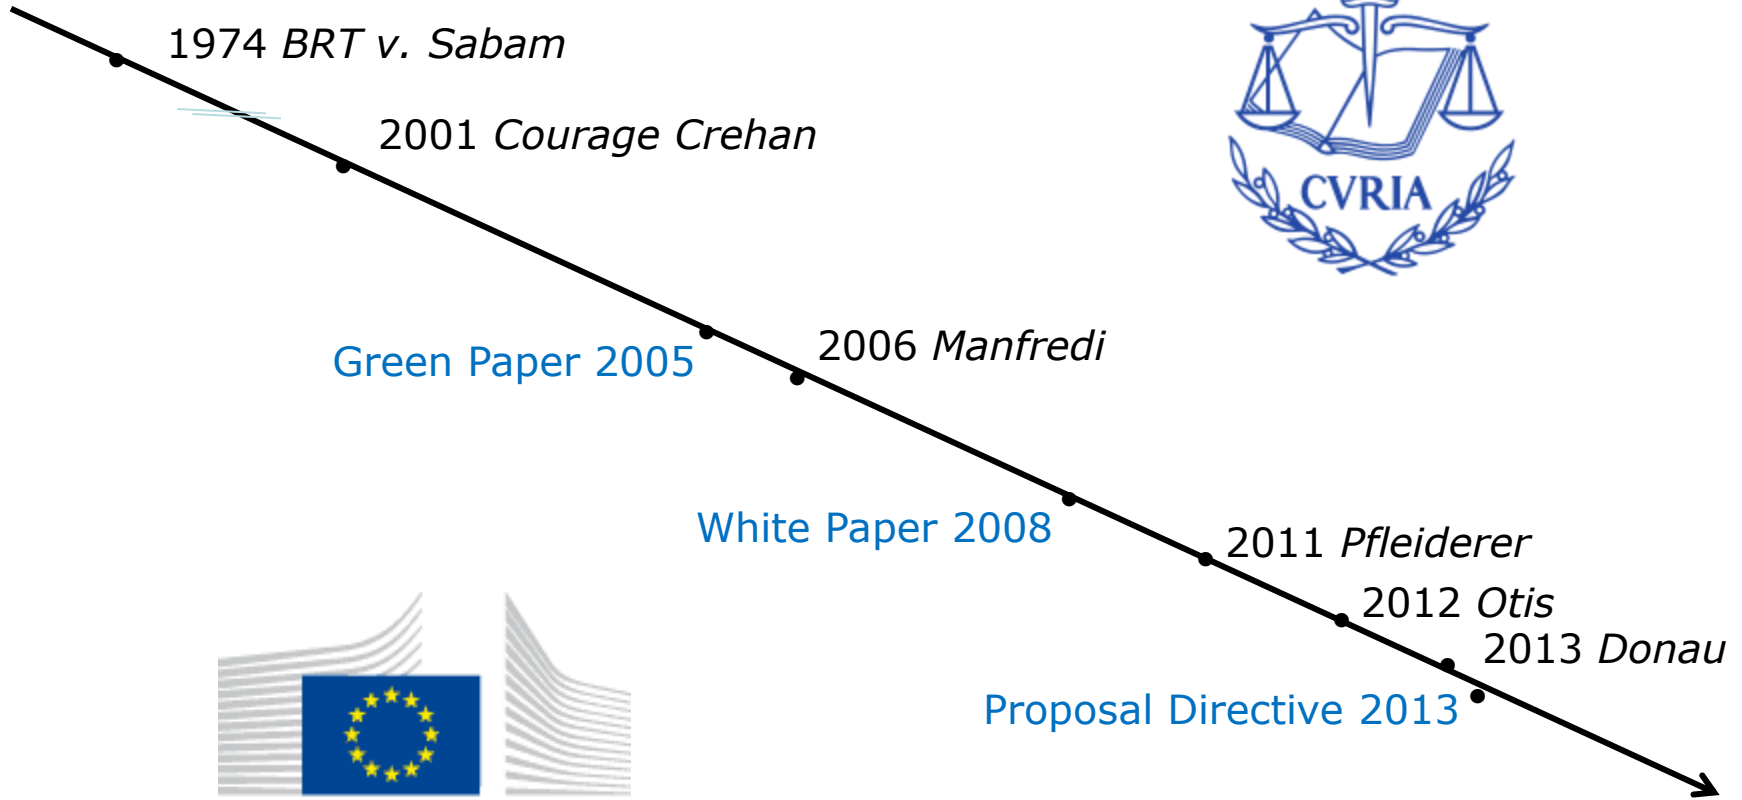 1974 BRT v. Sabam
2001 Courage Crehan
CVRIA
Green Paper 2005
2006 Manfredi
White Paper 2008
2011 Pfleiderer
2012 Otis
2013 Donau
Proposal Directive 2013